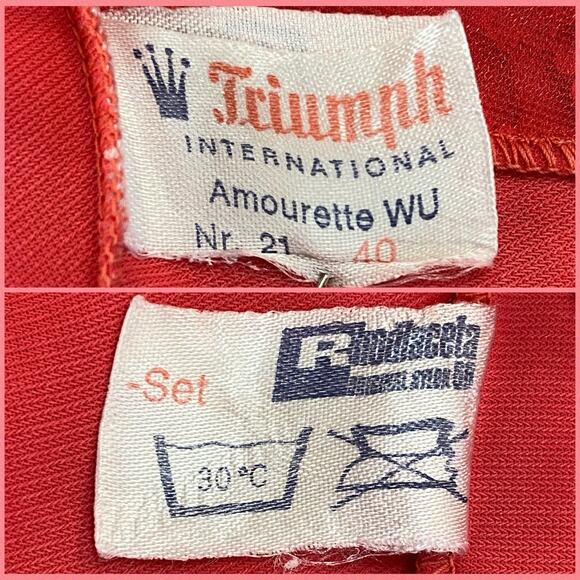 Triumph
INTERNATIONAL
Amourette WU
Nr. 21 40
-Set
Rhodiaceta
30°C